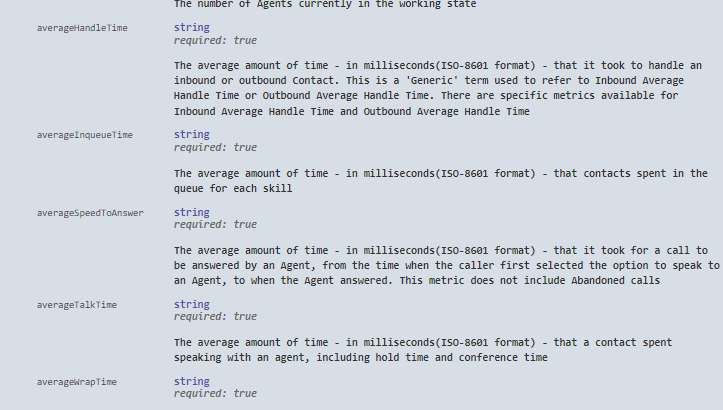 The number of Agents currently in the working state
averageHandleTime string
required: true
The average amount of time - in milliseconds(ISO-8601 format) - that it took to handle an
inbound or outbound Contact. This is a 'Generic' term used to refer to Inbound Average
Handle Time or Outbound Average Handle Time. There are specific metrics available for
Inbound Average Handle Time and Outbound Average Handle Time
averageInqueueTime string
required: true
The average amount of time - in milliseconds(ISO-8601 format) - that contacts spent in the
queue for each skill
averageSpeedToAnswer string
required: true
The average amount of time - in milliseconds(ISO-8601 format) - that it took for a call to
be answered by an Agent, from the time when the caller first selected the option to speak to
an Agent, to when the Agent answered. This metric does not include Abandoned calls
averageTalkTime string
required: true
The average amount of time - in milliseconds(ISO-8601 format) - that a contact spent
speaking with an agent, including hold time and conference time
averageWrapTime string
required: true